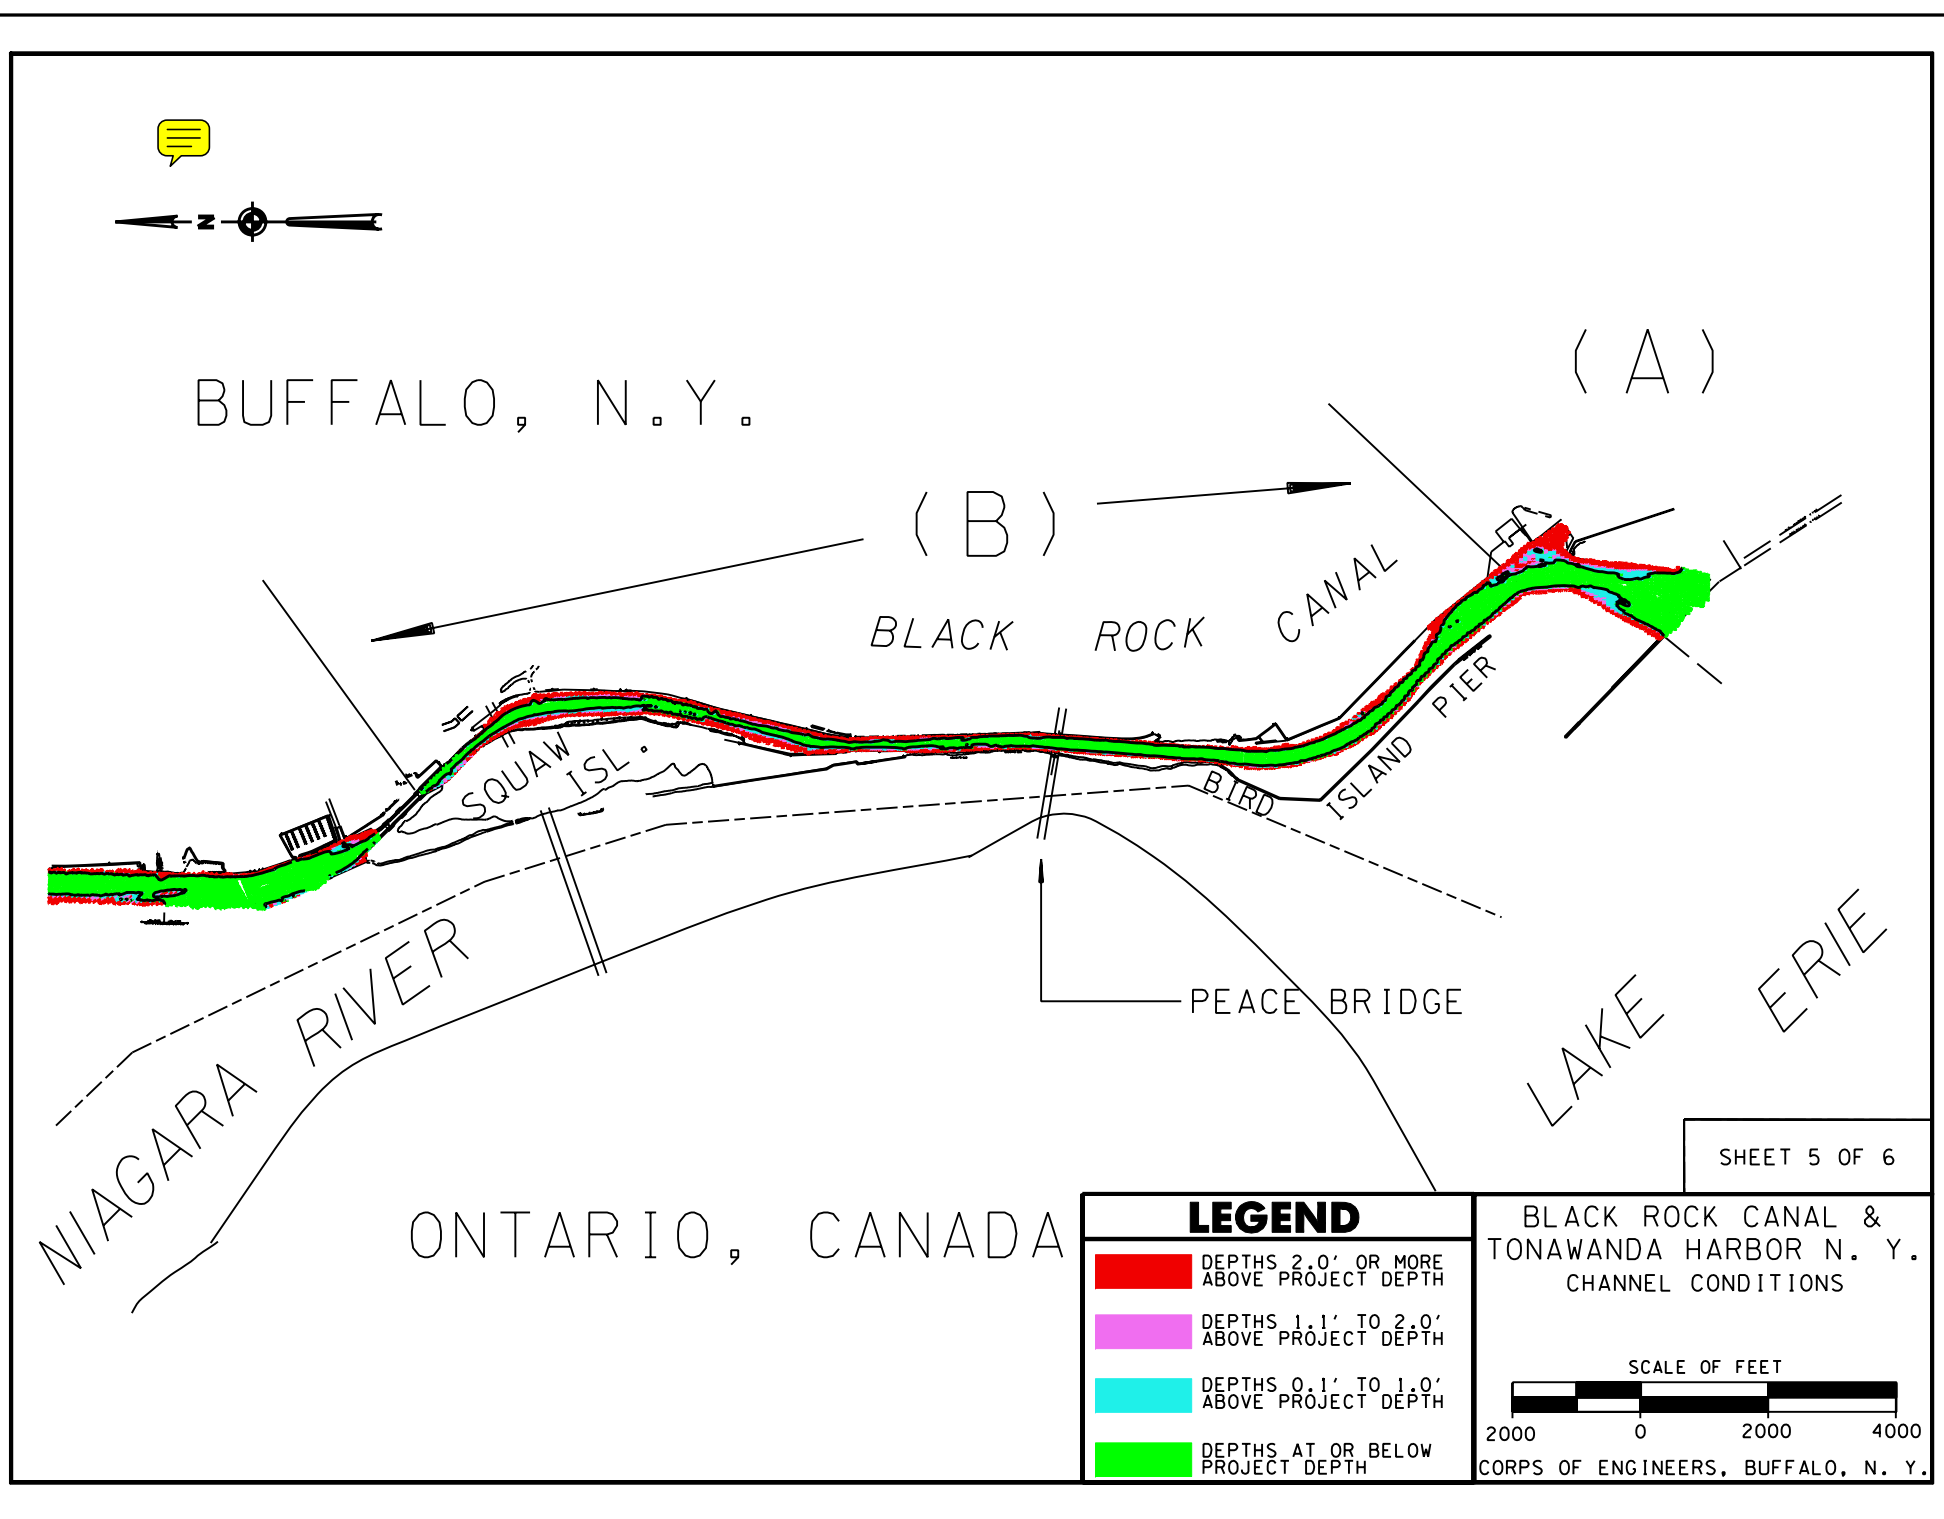 N
(A)
BUFFALO, N.Y.
(B)
BLACK ROCK CANAL
SQUAW
ISL.
BIRD
ISLAND
PIER
PEACE BRIDGE
NIAGARA RIVER
LAKE
ERIE
ONTARIO, CANADA
SHEET 5 OF 6
LEGEND
DEPTHS 2.0' OR MORE
ABOVE PROJECT DEPTH
DEPTHS 1.1' TO 2.0'
ABOVE PROJECT DEPTH
DEPTHS 0.1' TO 1.0'
ABOVE PROJECT DEPTH
DEPTHS AT OR BELOW
PROJECT DEPTH
BLACK ROCK CANAL &
TONAWANDA HARBOR N. Y.
CHANNEL CONDITIONS
SCALE OF FEET
2000 0 2000 4000
CORPS OF ENGINEERS, BUFFALO, N. Y.